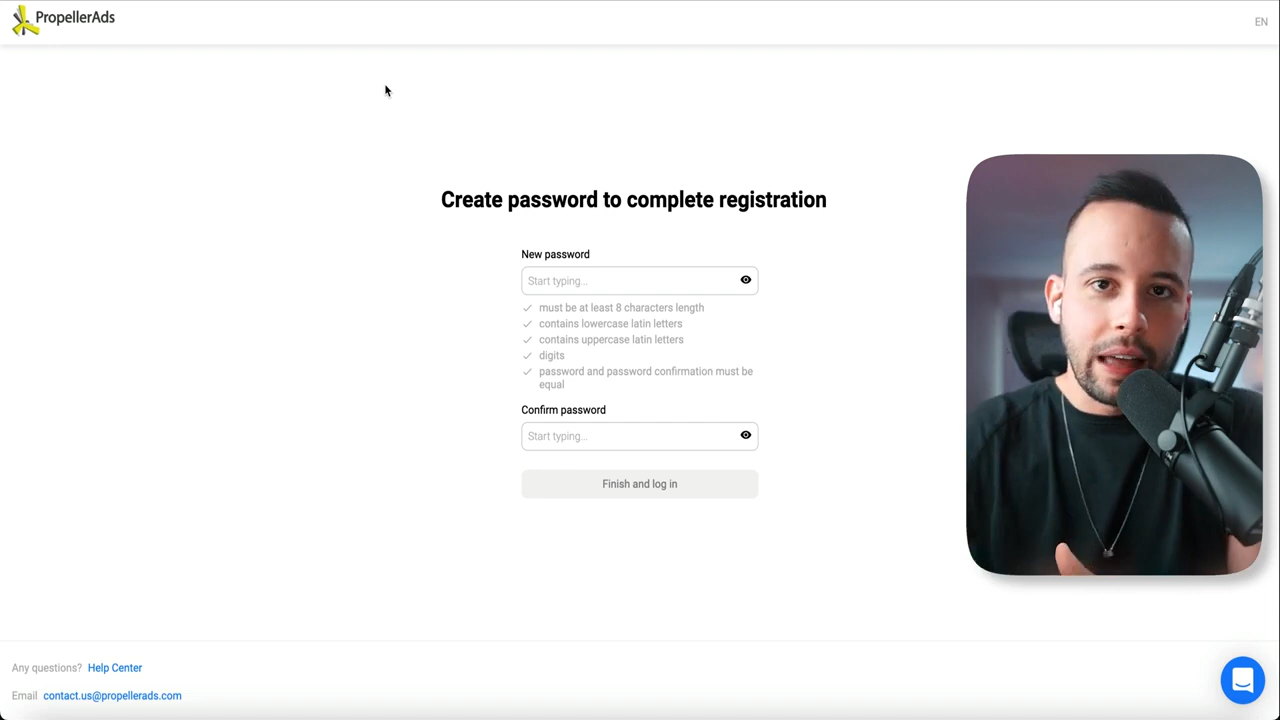 PropellerAds
EN
Create password to complete registration
New password
Start typing...
must be at least 8 characters length
contains lowercase latin letters
contains uppercase latin letters
digits
password and password confirmation must be
equal
Confirm password
Start typing...
Finish and log in
Any questions? Help Center
Email contact.us@propellerads.com